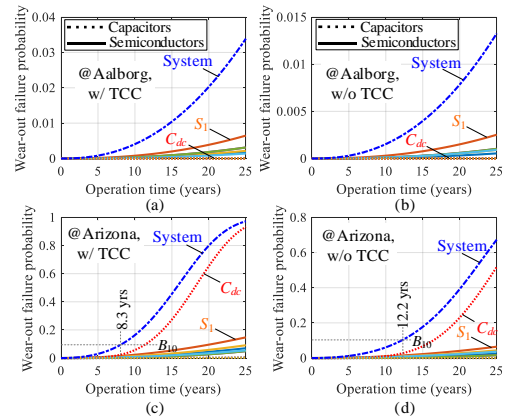 Wear-out failure probability
0.04
0.03
0.02
0.01
0
Capacitors
Semiconductors
@Aalborg,
w/ TCC
System
S1
Cdc
0 5 10 15 20 25
Operation time (years)
(a)
Wear-out failure probability
0.015
0.01
0.005
0
Capacitors
Semiconductors
@Aalborg,
w/o TCC
System
S1
Cdc
0 5 10 15 20 25
Operation time (years)
(b)
Wear-out failure probability
1
0.8
0.6
0.4
0.2
0
@Arizona,
w/ TCC
System
Cdc
8.3 yrs
B10
S1
0 5 10 15 20 25
Operation time (years)
(c)
Wear-out failure probability
0.8
0.6
0.4
0.2
0
@Arizona,
w/o TCC
System
Cdc
12.2 yrs
B10
S1
0 5 10 15 20 25
Operation time (years)
(d)